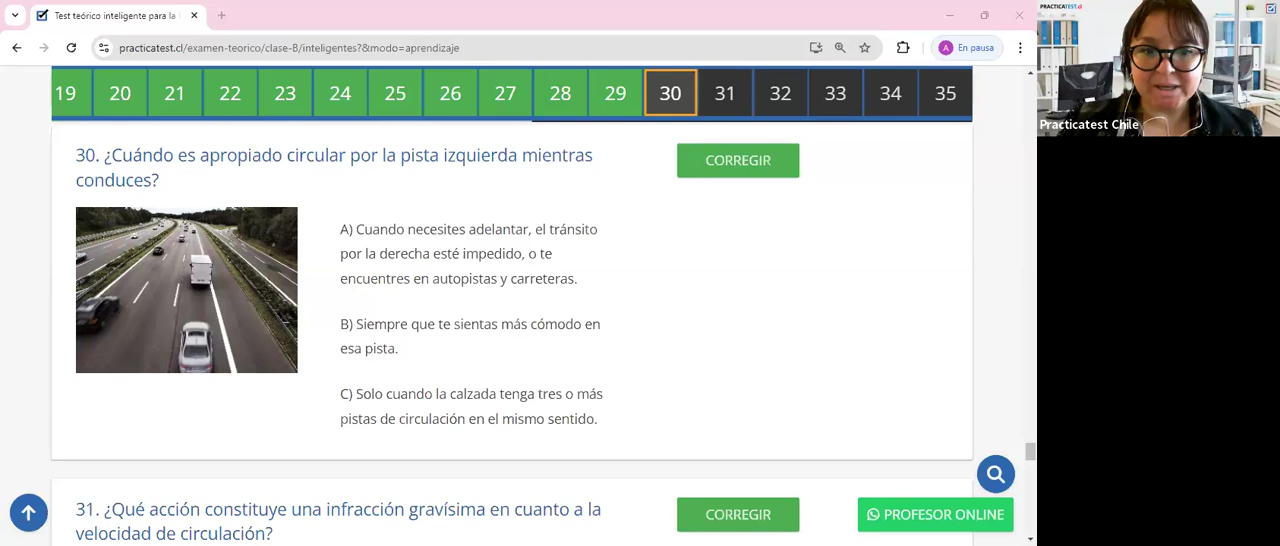 Test teórico inteligente para la
practicatest.cl/examen-teorico/clase-B/inteligentes?&modo=aprendizaje
A
En pausa
PRACTICATEST.cl
Practicatest Chile
19 20 21 22 23 24 25 26 27 28 29 30 31 32 33 34 35
30. ¿Cuándo es apropiado circular por la pista izquierda mientras
conduces?
CORREGIR
A) Cuando necesites adelantar, el tránsito
por la derecha esté impedido, o te
encuentres en autopistas y carreteras.
B) Siempre que te sientas más cómodo en
esa pista.
C) Solo cuando la calzada tenga tres o más
pistas de circulación en el mismo sentido.
31. ¿Qué acción constituye una infracción gravísima en cuanto a la
velocidad de circulación?
CORREGIR
PROFESOR ONLINE